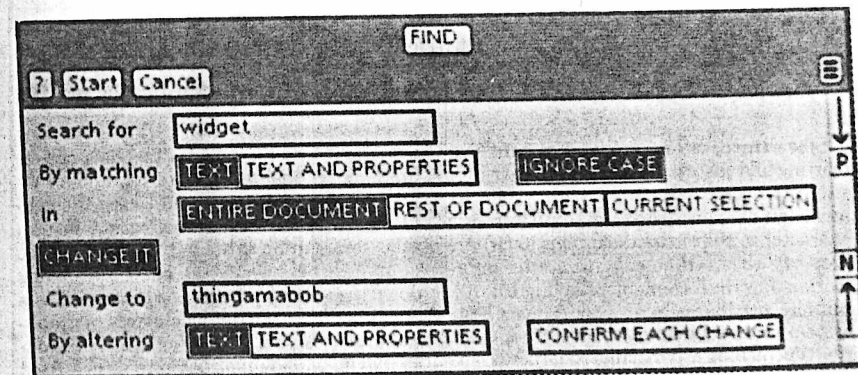 FIND
? Start Cancel
Search for widget
By matching TEXT TEXT AND PROPERTIES IGNORE CASE
P
In ENTIRE DOCUMENT REST OF DOCUMENT CURRENT SELECTION
CHANGE IT
N
Change to thingamabob
By altering TEXT TEXT AND PROPERTIES CONFIRM EACH CHANGE